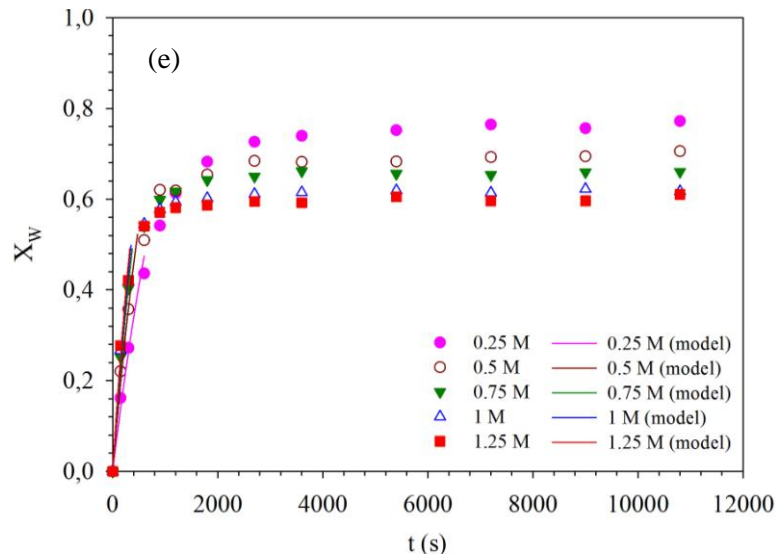 1,0
(e)
0,8
0,6
X_W
0,4
0,2
0,0
0.25 M 0.25 M (model)
0.5 M 0.5 M (model)
0.75 M 0.75 M (model)
1 M 1 M (model)
1.25 M 1.25 M (model)
0 2000 4000 6000 8000 10000 12000
t (s)